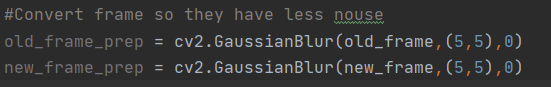 #Convert frame so they have less nouse
old_frame_prep = cv2.GaussianBlur(old_frame,(5,5),0)
new_frame_prep = cv2.GaussianBlur(new_frame,(5,5),0)